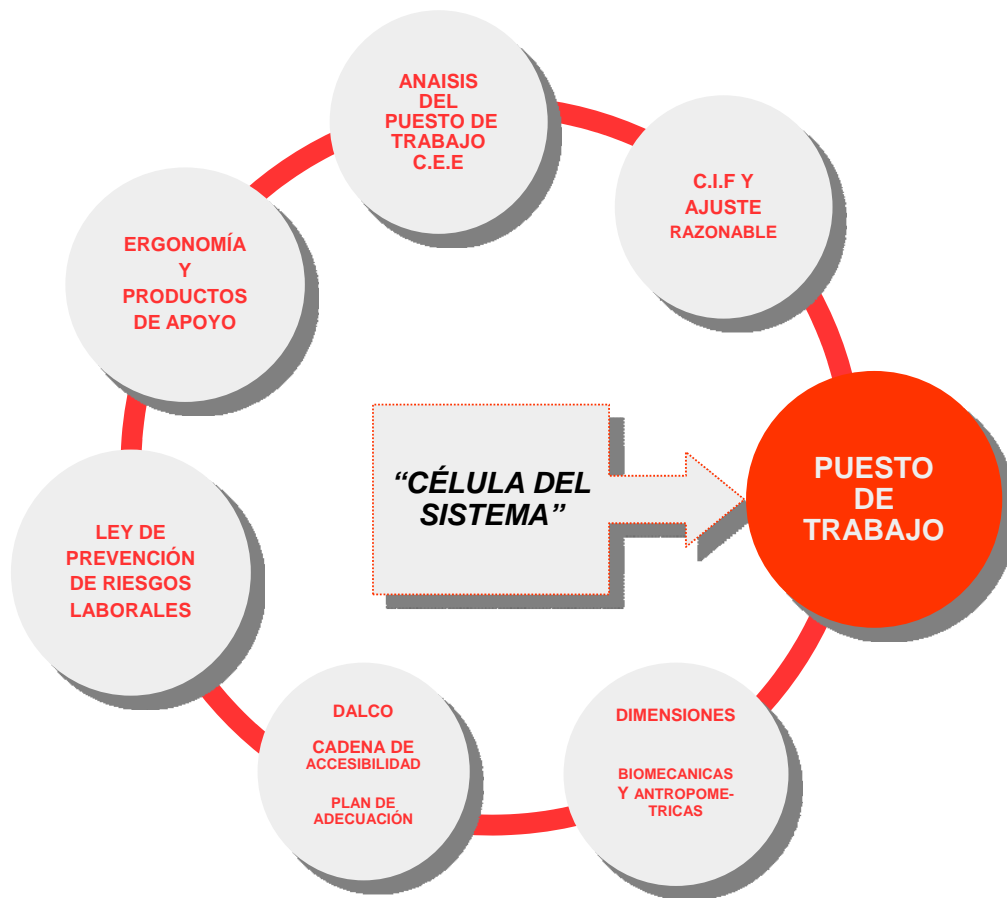 ANAISIS
DEL
PUESTO DE
TRABAJO
C.E.E
C.I.F Y
AJUSTE
RAZONABLE
ERGONOMÍA
Y
PRODUCTOS
DE APOYO
“CÉLULA DEL
SISTEMA”
PUESTO
DE
TRABAJO
LEY DE
PREVENCIÓN
DE RIESGOS
LABORALES
DALCO
CADENA DE
ACCESIBILIDAD
PLAN DE
ADECUACIÓN
DIMENSIONES
BIOMECANICAS
Y ANTROPOME-
TRICAS